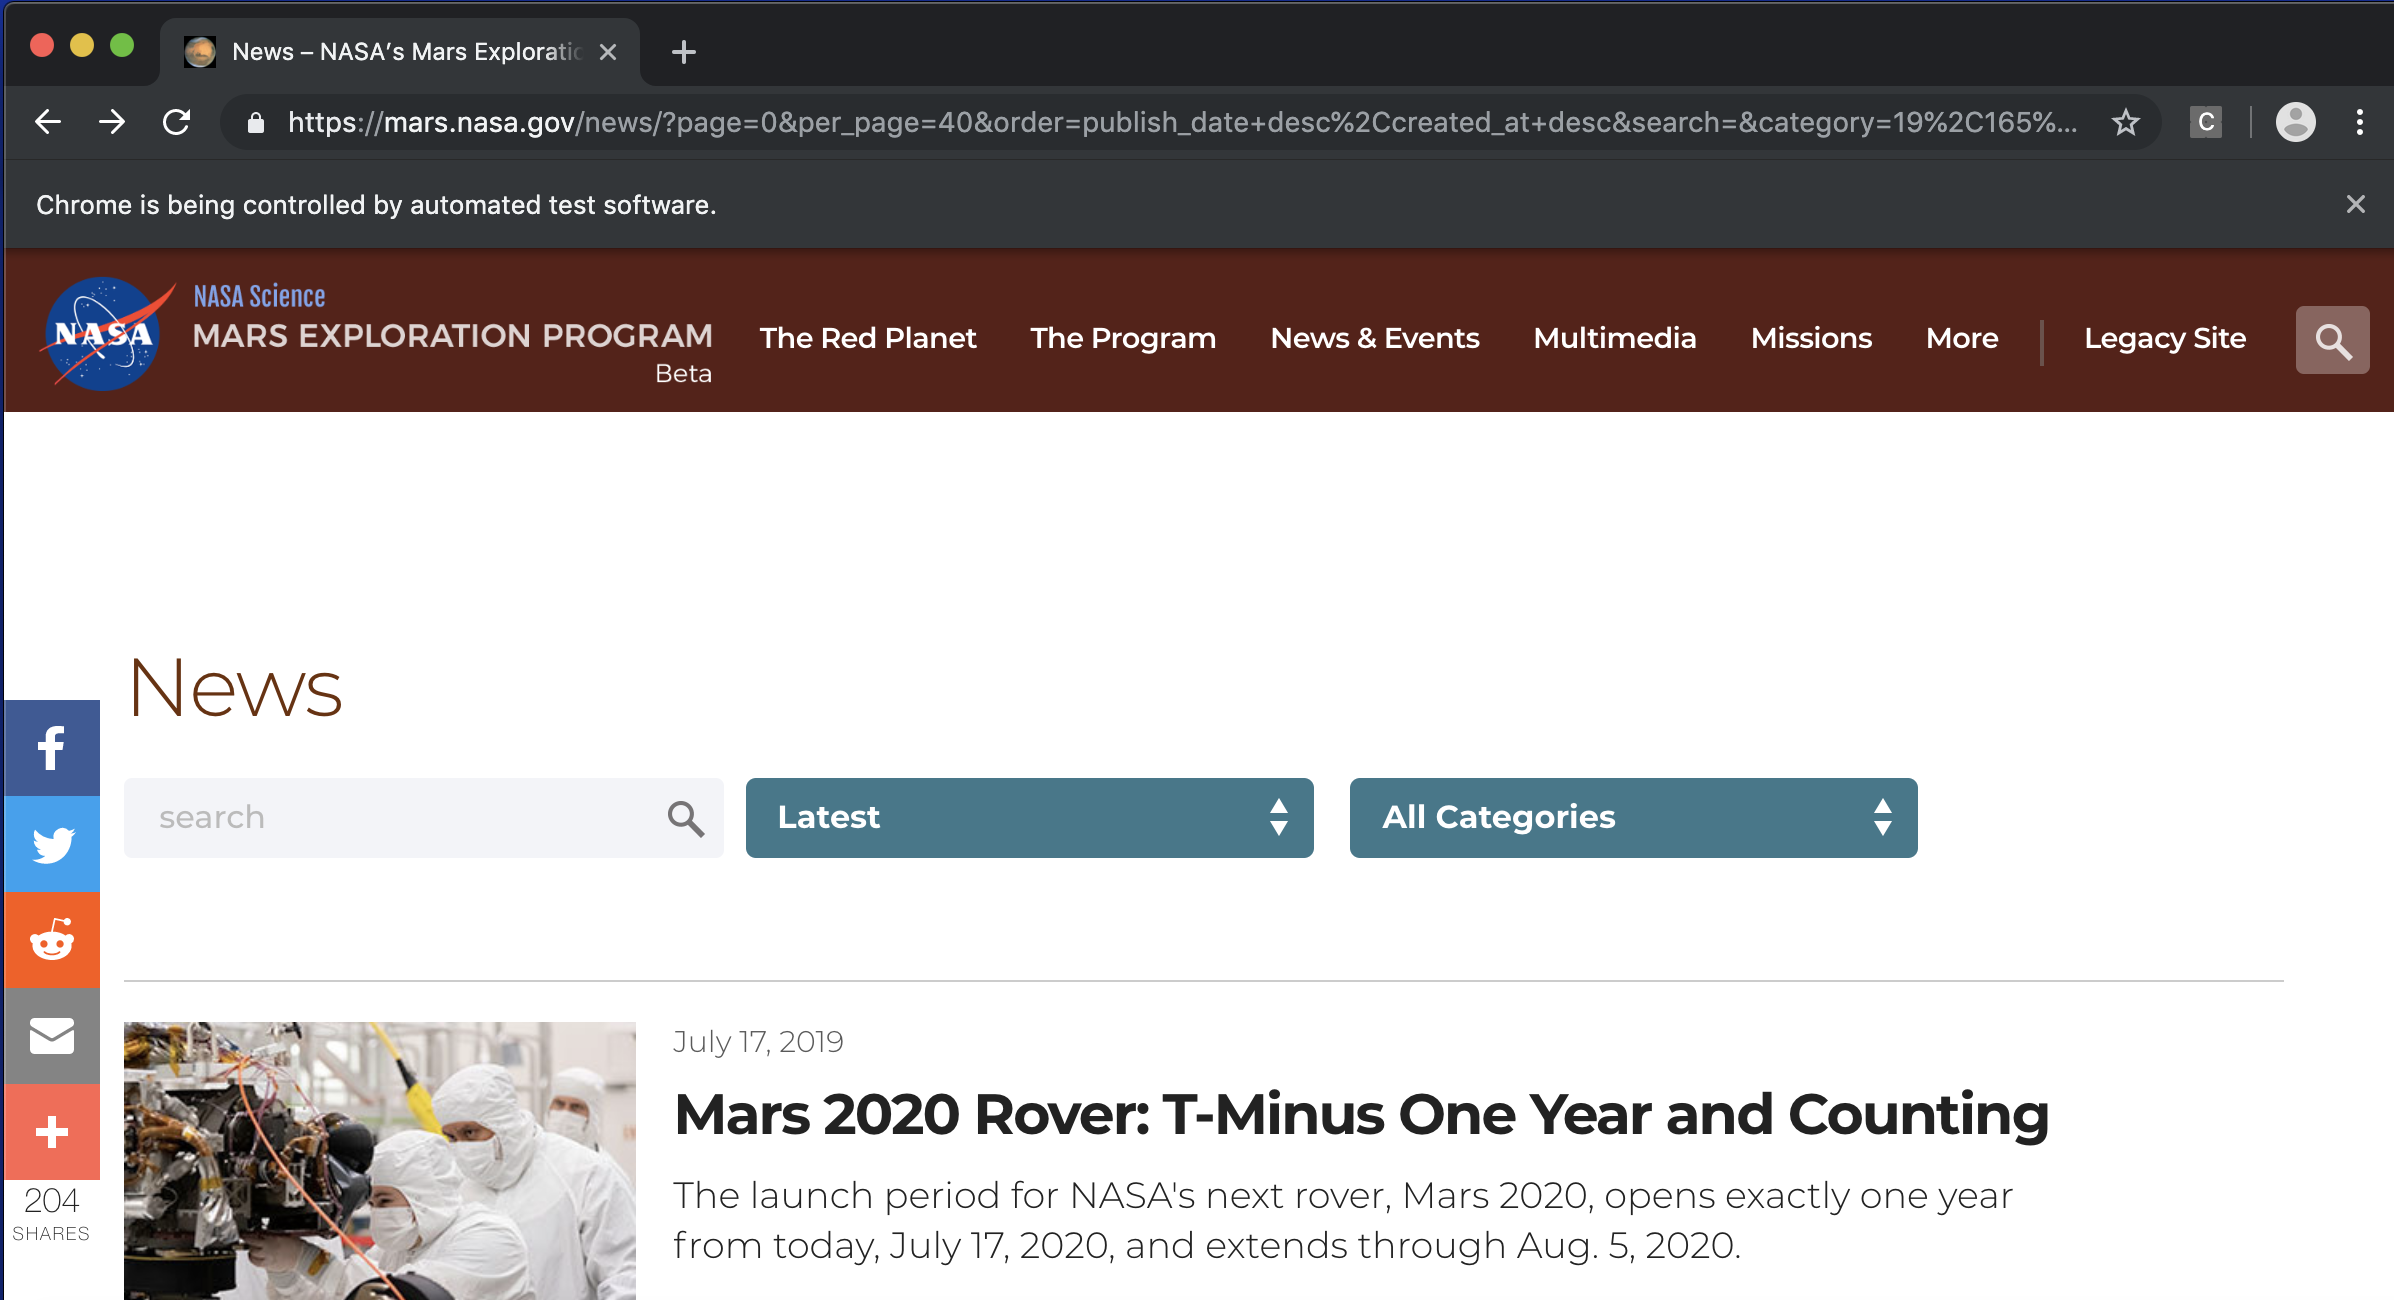 News – NASA's Mars Exploratio
https://mars.nasa.gov/news/?page=0&per_page=40&order=publish_date+desc%2Ccreated_at+desc&search=&category=19%2C165%...
C
Chrome is being controlled by automated test software.
NASA
NASA Science
MARS EXPLORATION PROGRAM
Beta
The Red Planet
The Program
News & Events
Multimedia
Missions
More
Legacy Site
News
search
Latest
All Categories
204
SHARES
July 17, 2019
Mars 2020 Rover: T-Minus One Year and Counting
The launch period for NASA's next rover, Mars 2020, opens exactly one year
from today, July 17, 2020, and extends through Aug. 5, 2020.